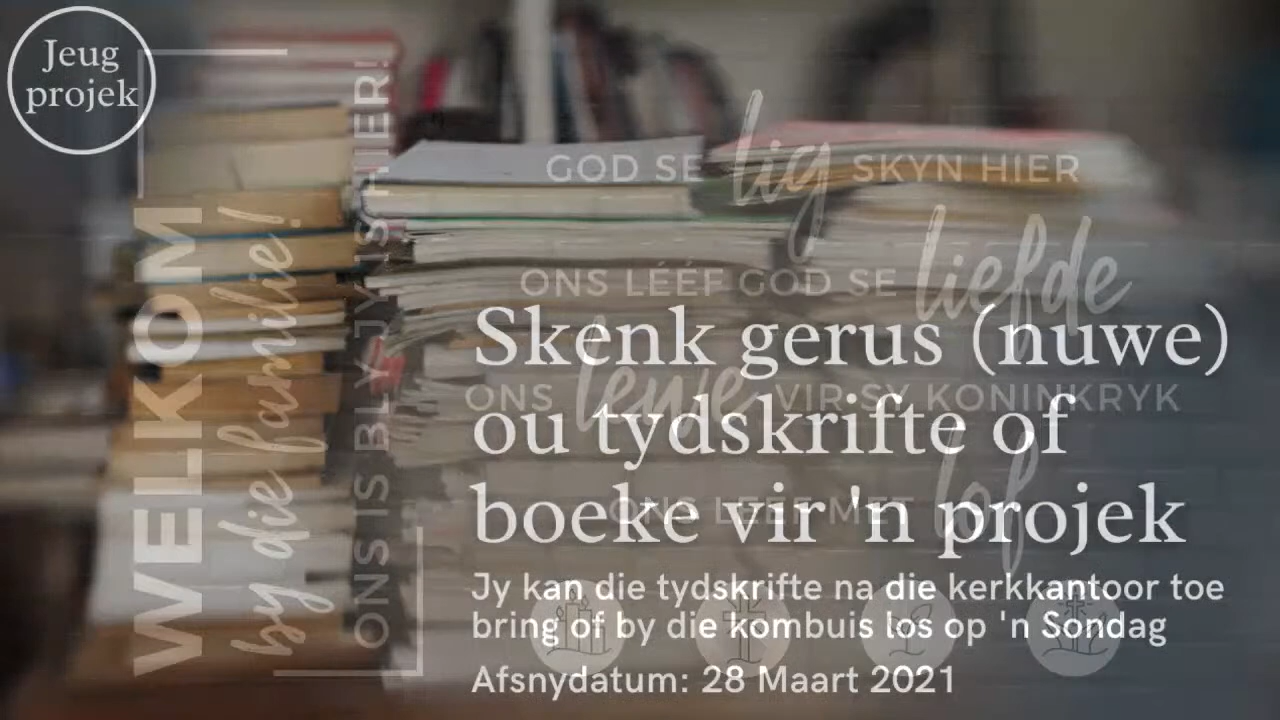 Jeug
projek
WELKOM
by die familie!
ONS IS BLY JY IS HIER!
GOD SE lig SKYN HIER
ONS LÉÉF GOD SE liefde
ONS lewe VIR SY KONINKRYK
ONS LEEF MET lof
Skenk gerus (nuwe)
ou tydskrifte of
boeke vir 'n projek
Jy kan die tydskrifte na die kerkkantoor toe
bring of by die kombuis los op 'n Sondag
Afsnydatum: 28 Maart 2021